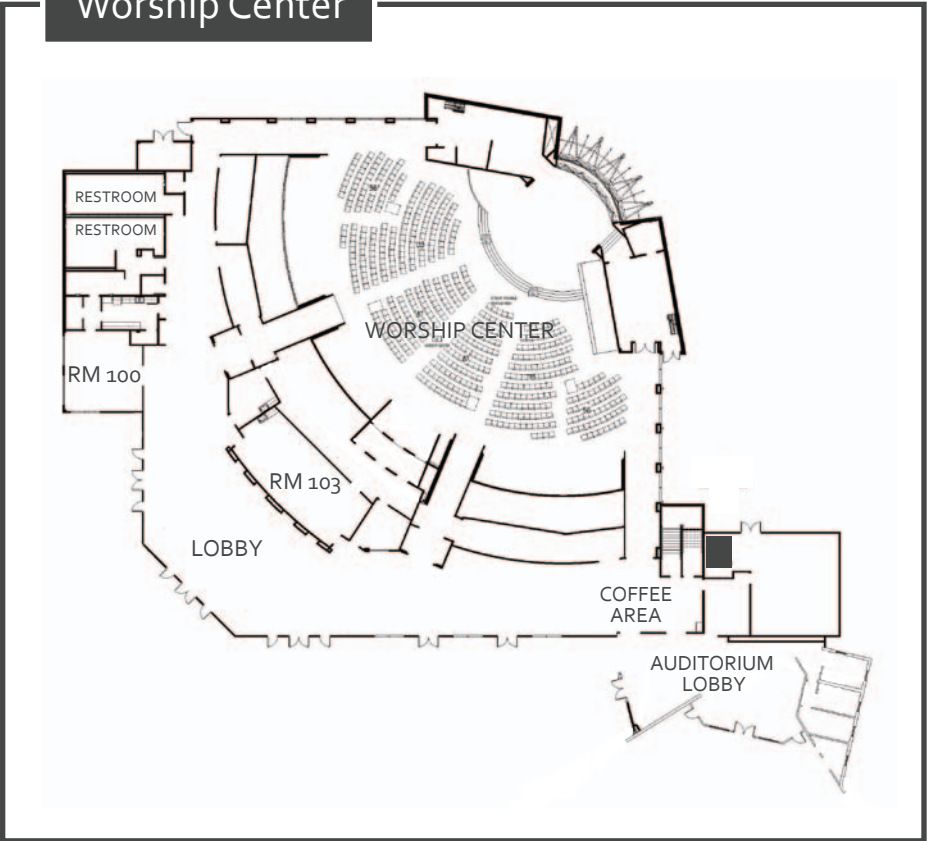 Worship Center
RESTROOM
RESTROOM
WORSHIP CENTER
RM 100
RM 103
LOBBY
COFFEE
AREA
AUDITORIUM
LOBBY